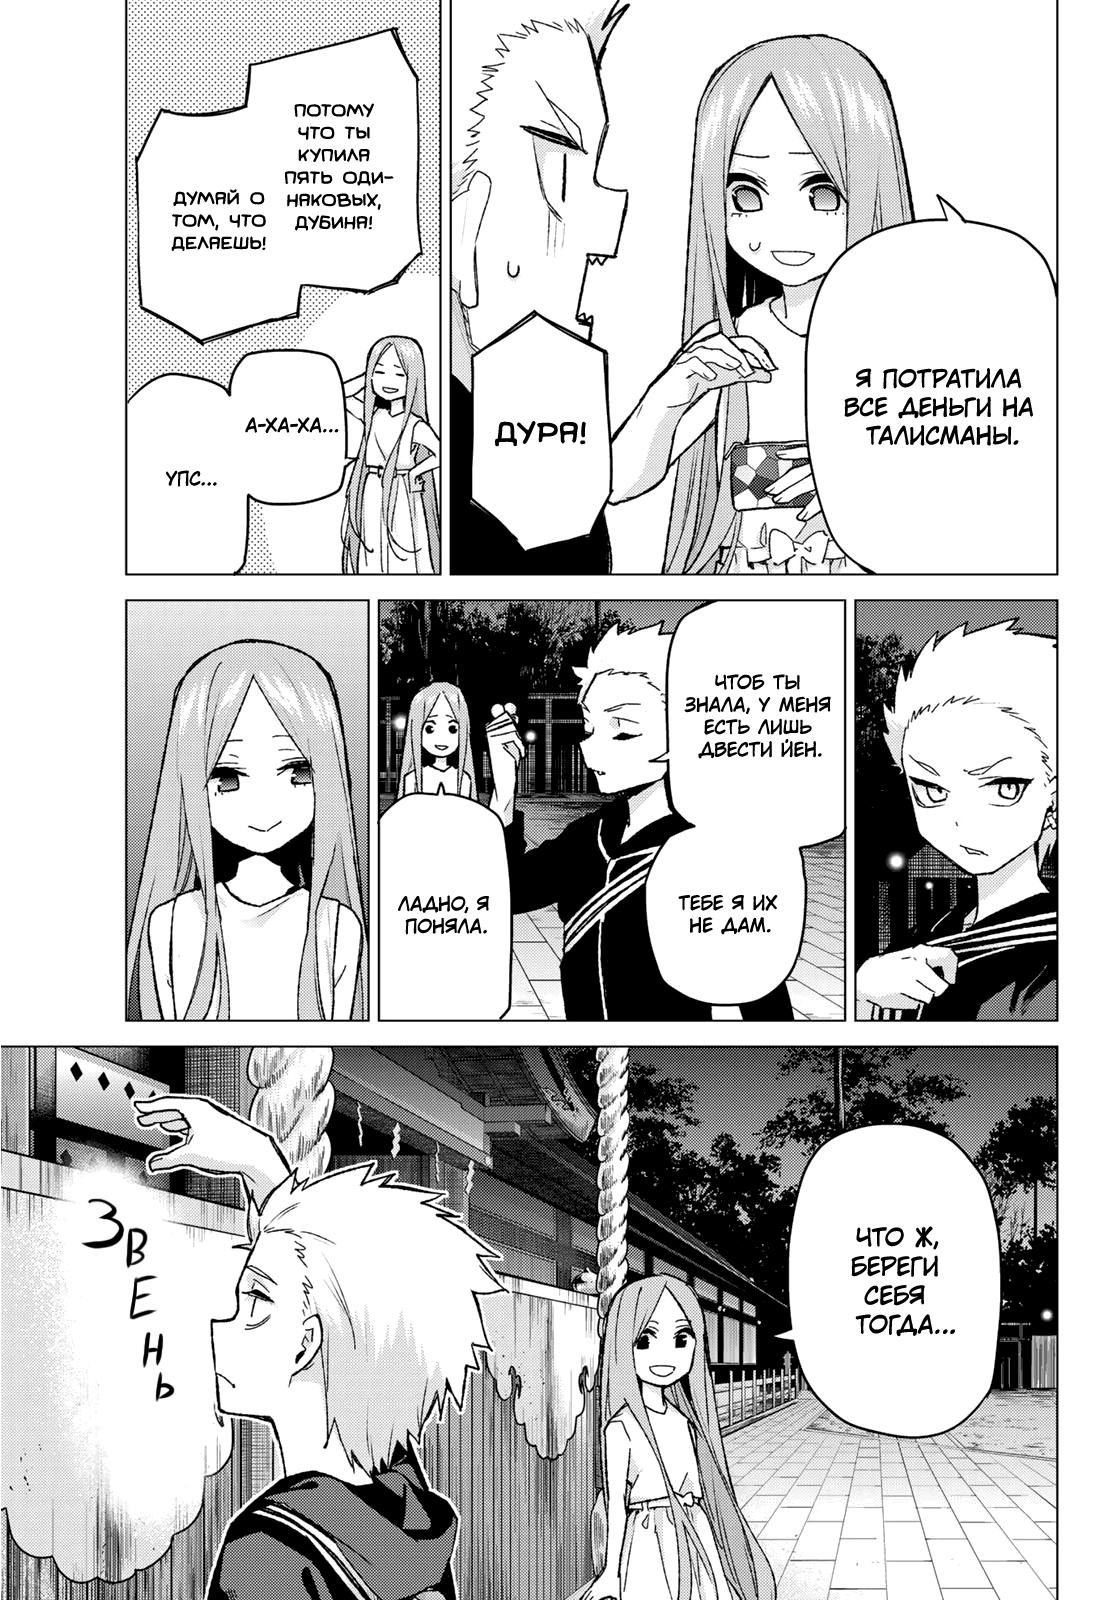 Я ПОТРАТИЛА
ВСЕ ДЕНЬГИ НА
ТАЛИСМАНЫ.
ДУРА!
ПОТОМУ
ЧТО ТЫ
КУПИЛА
ПЯТЬ ОДИ-
НАКОВЫХ,
ДУБИНА!
ДУМАЙ О
ТОМ, ЧТО
ДЕЛАЕШЬ!
А-ХА-ХА...
УПС...
ЧТОБ ТЫ
ЗНАЛА, У МЕНЯ
ЕСТЬ ЛИШЬ
ДВЕСТИ ЙЕН.
ТЕБЕ Я ИХ
НЕ ДАМ.
ЛАДНО, Я
ПОНЯЛА.
ЧТО Ж,
БЕРЕГИ
СЕБЯ
ТОГДА...
ЗВЕНЬ